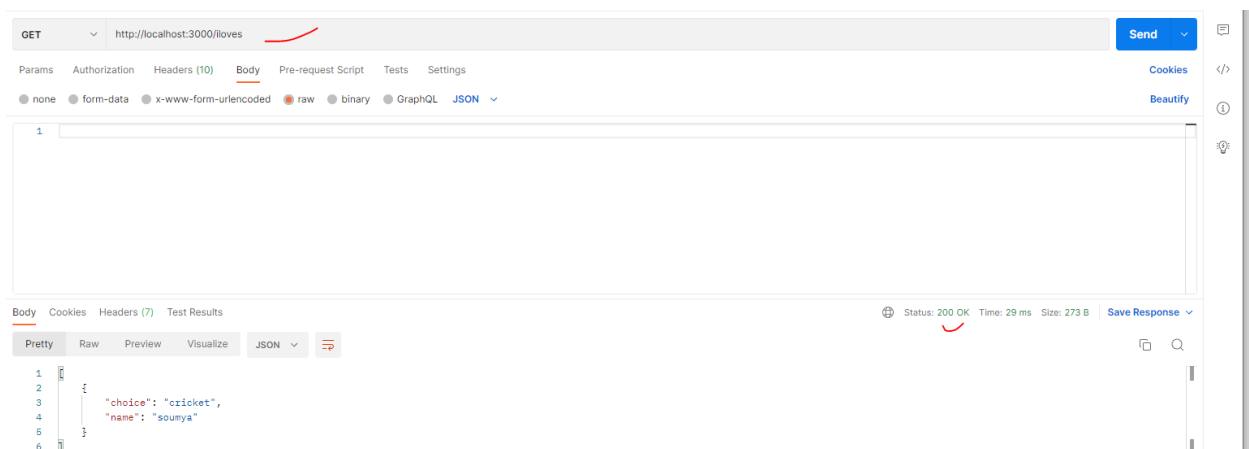 GET http://localhost:3000/iloves Send
Params Authorization Headers (10) Body Pre-request Script Tests Settings Cookies
none form-data x-www-form-urlencoded raw binary GraphQL JSON Beautify
1
Body Cookies Headers (7) Test Results Status: 200 OK Time: 29 ms Size: 273 B Save Response
Pretty Raw Preview Visualize JSON
1 [
2 {
3 "choice": "cricket",
4 "name": "soumya"
5 }
6 ]